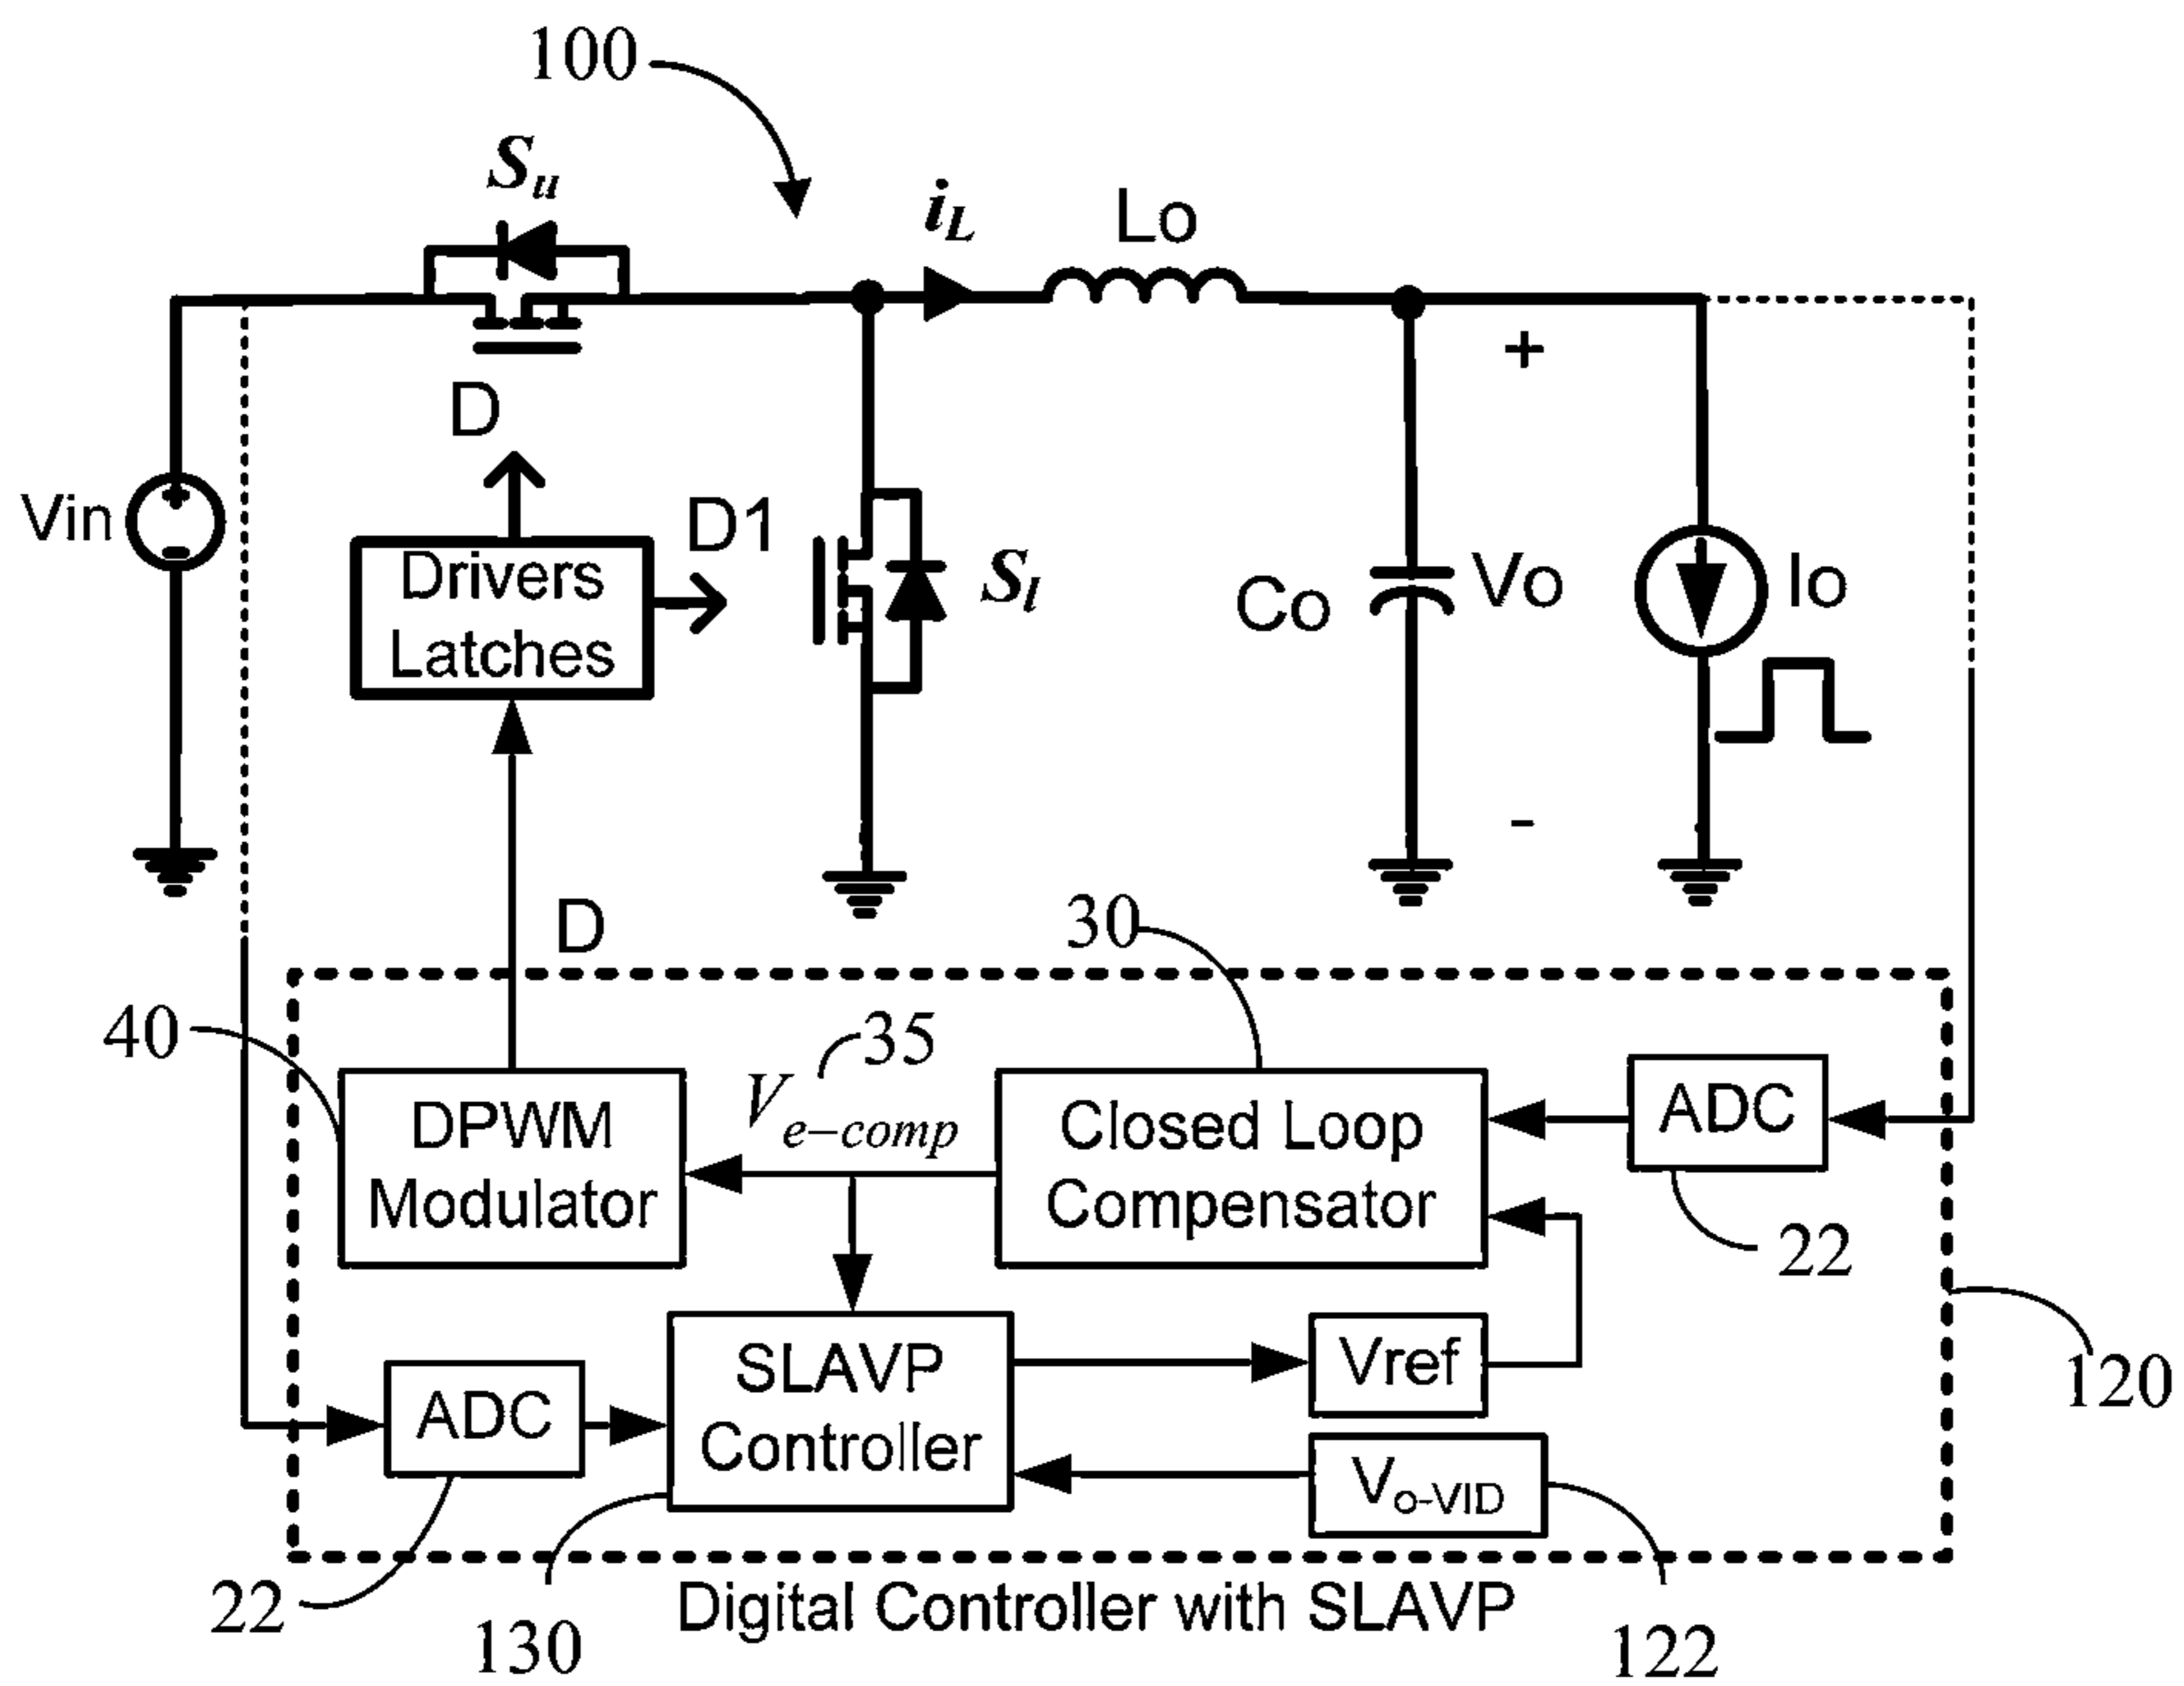 100
Su
iL
Lo
+
D
Vin
D1
Drivers
Latches
Sl
Co
Vo
Io
-
D
30
40
35
Ve-comp
DPWM
Modulator
Closed Loop
Compensator
ADC
22
SLAVP
Controller
Vref
120
ADC
Vo-VID
22
130
Digital Controller with SLAVP
122